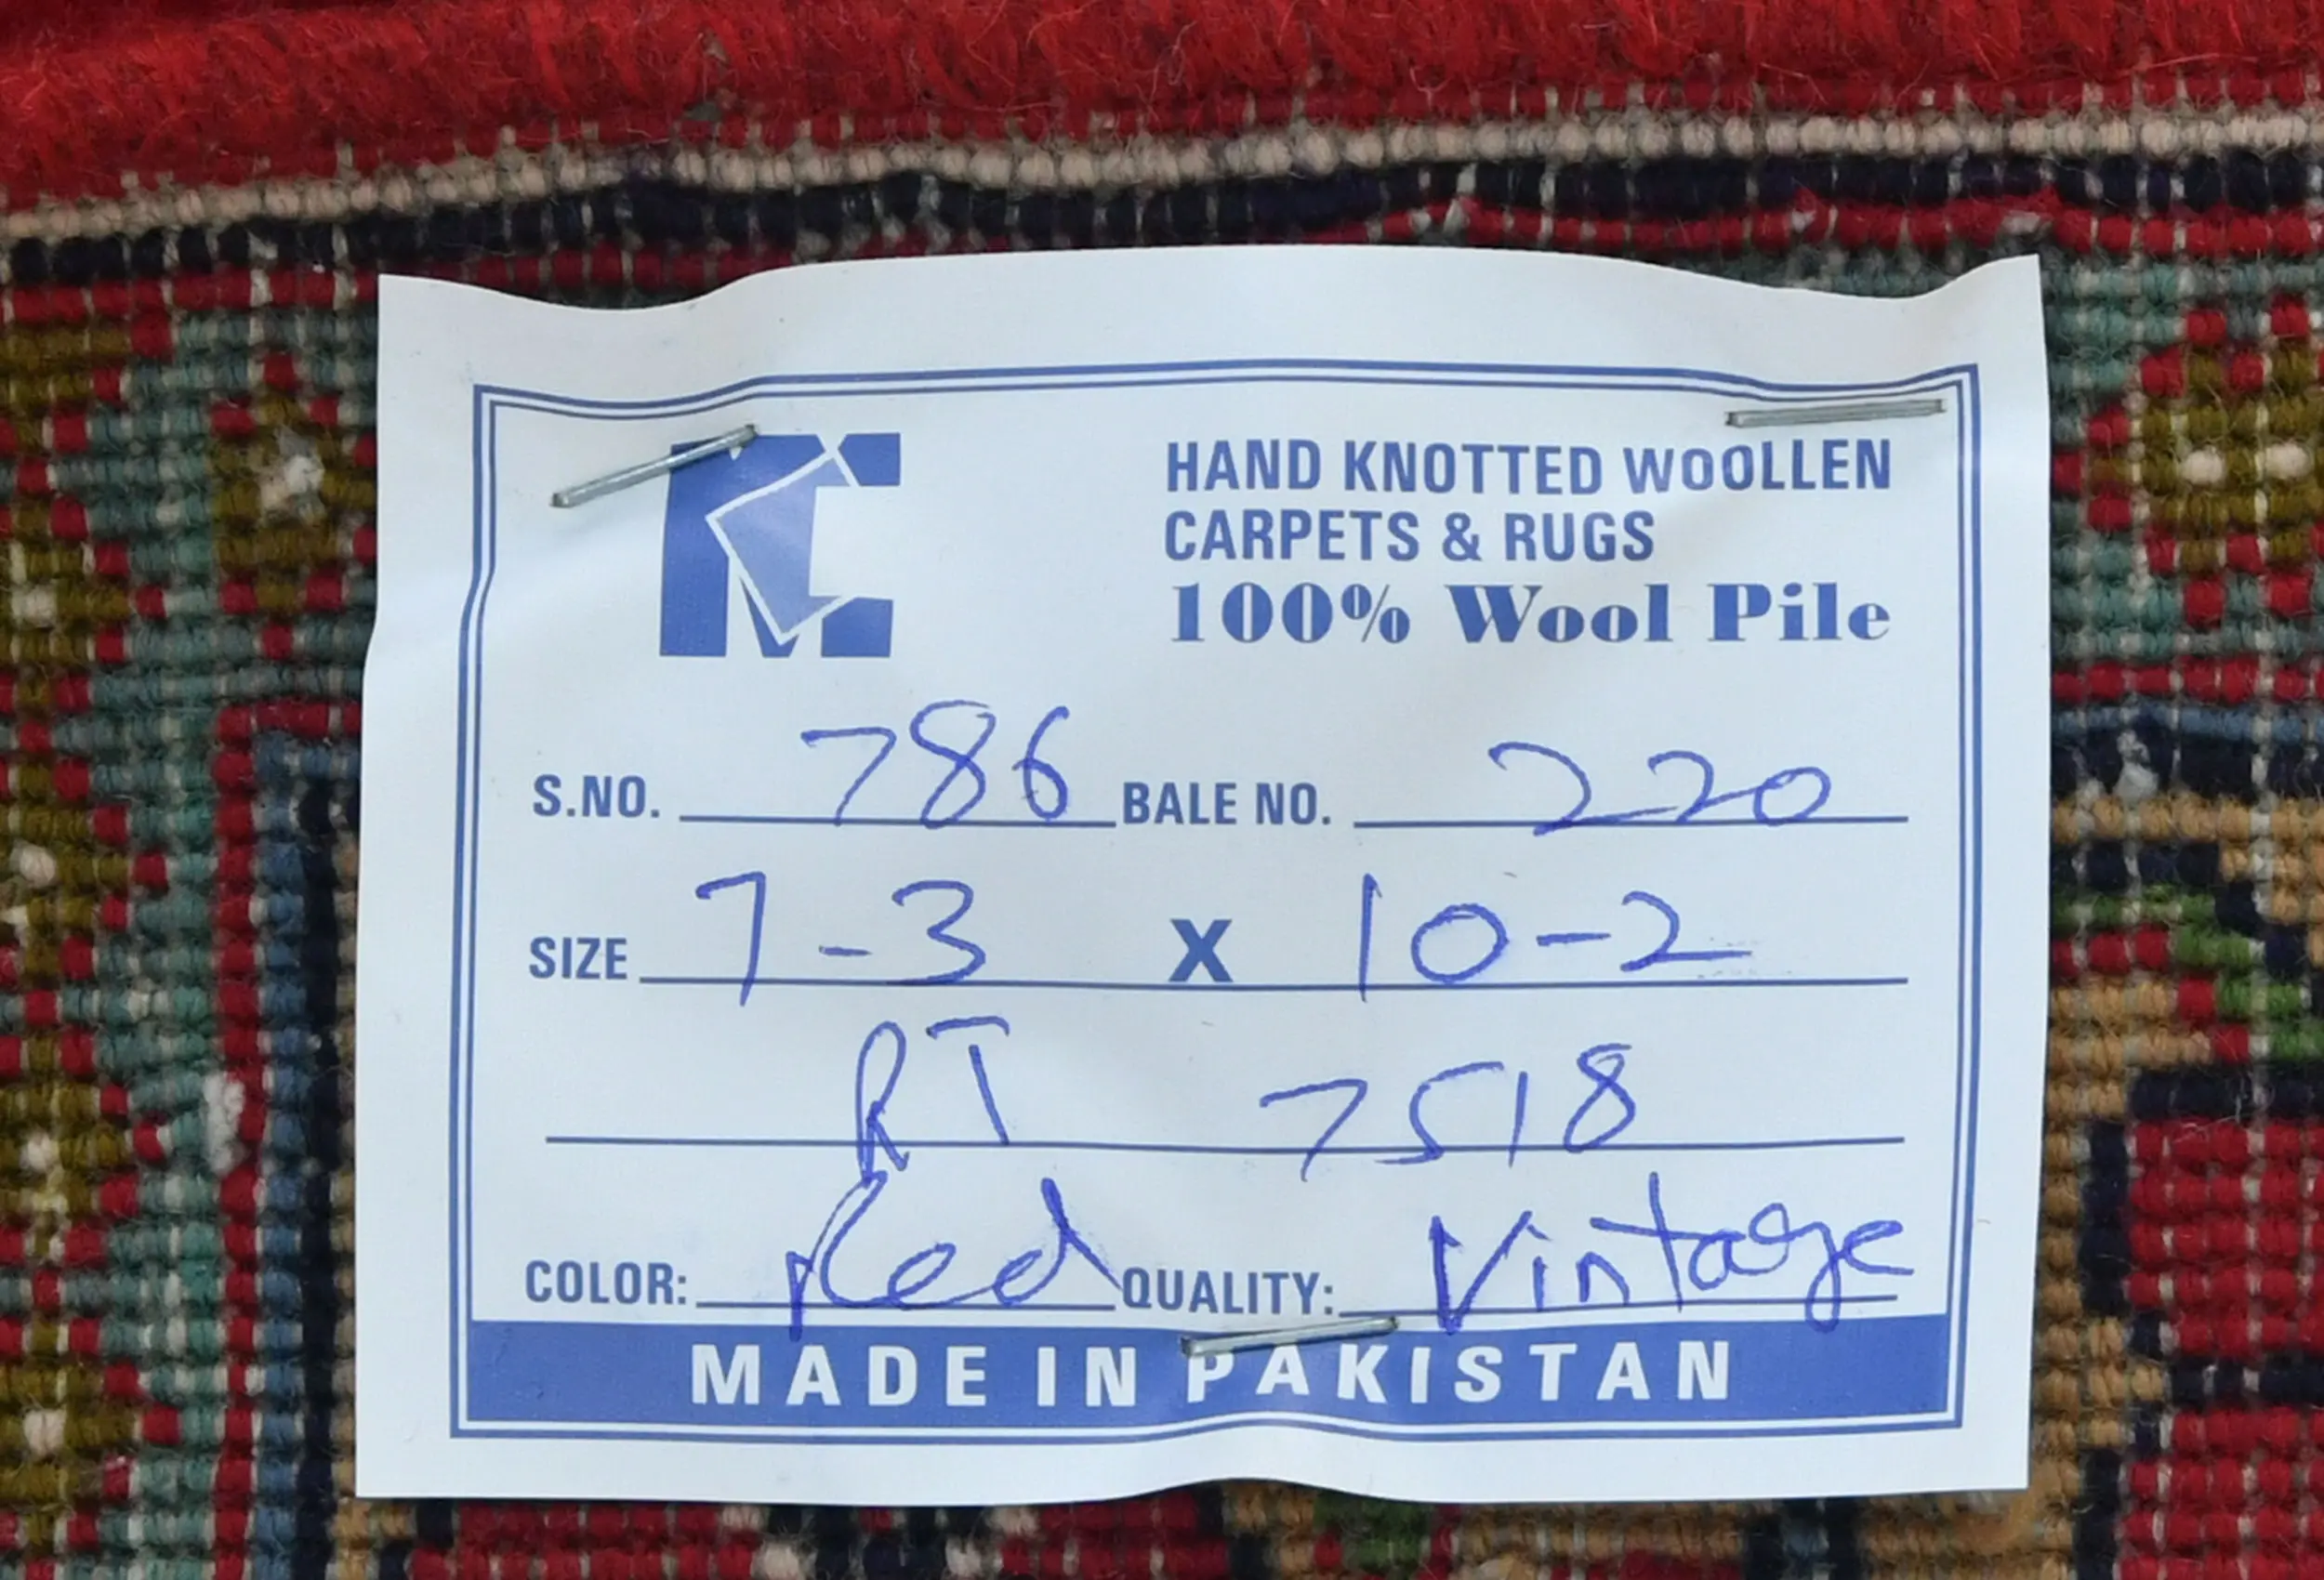 HAND KNOTTED WOOLLEN
CARPETS & RUGS
100% Wool Pile
S.NO. 786 BALE NO. 220
SIZE 7-3 X 10-2
RT 7518
COLOR: Red QUALITY: Vintage
MADE IN PAKISTAN